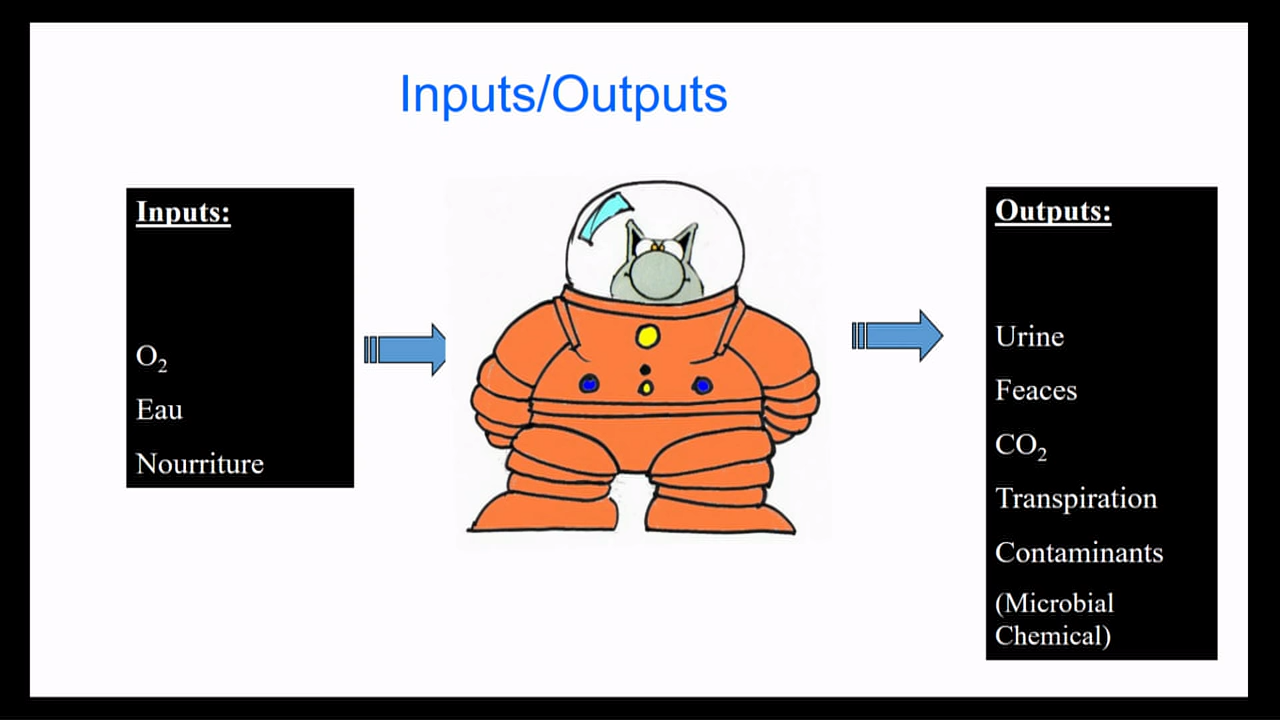 Inputs/Outputs
Inputs:
O₂
Eau
Nourriture
Outputs:
Urine
Feaces
CO₂
Transpiration
Contaminants
(Microbial
Chemical)